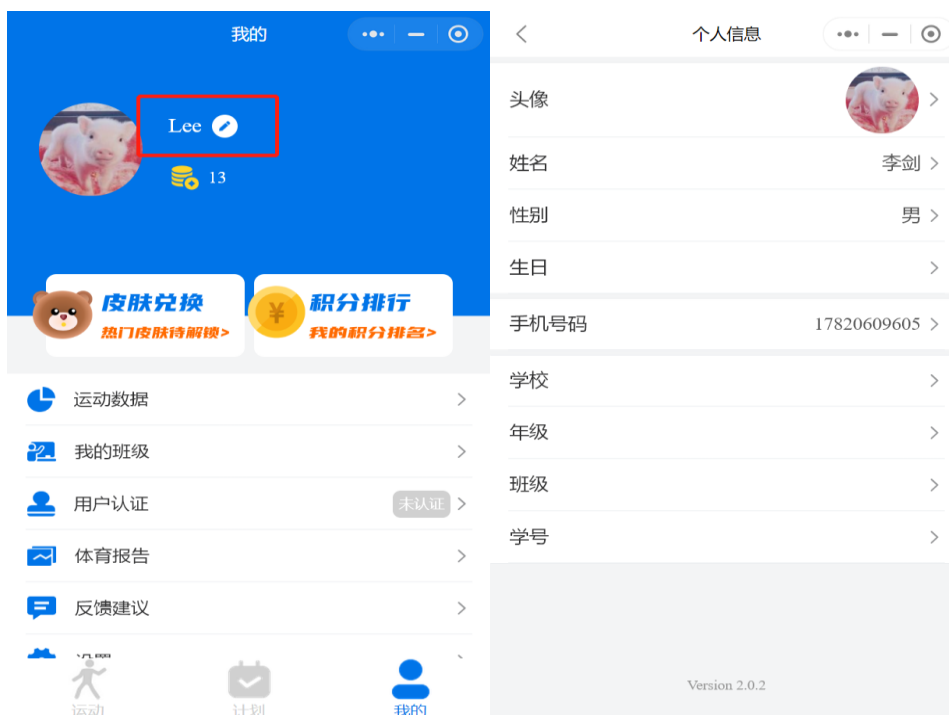 我的
Lee
13
皮肤兑换
热门皮肤待解锁>
积分排行
我的积分排名>
运动数据
我的班级
用户认证
未认证
体育报告
反馈建议
设置
运动
计划
我的
个人信息
头像
姓名
李剑
性别
男
生日
手机号码
17820609605
学校
年级
班级
学号
Version 2.0.2